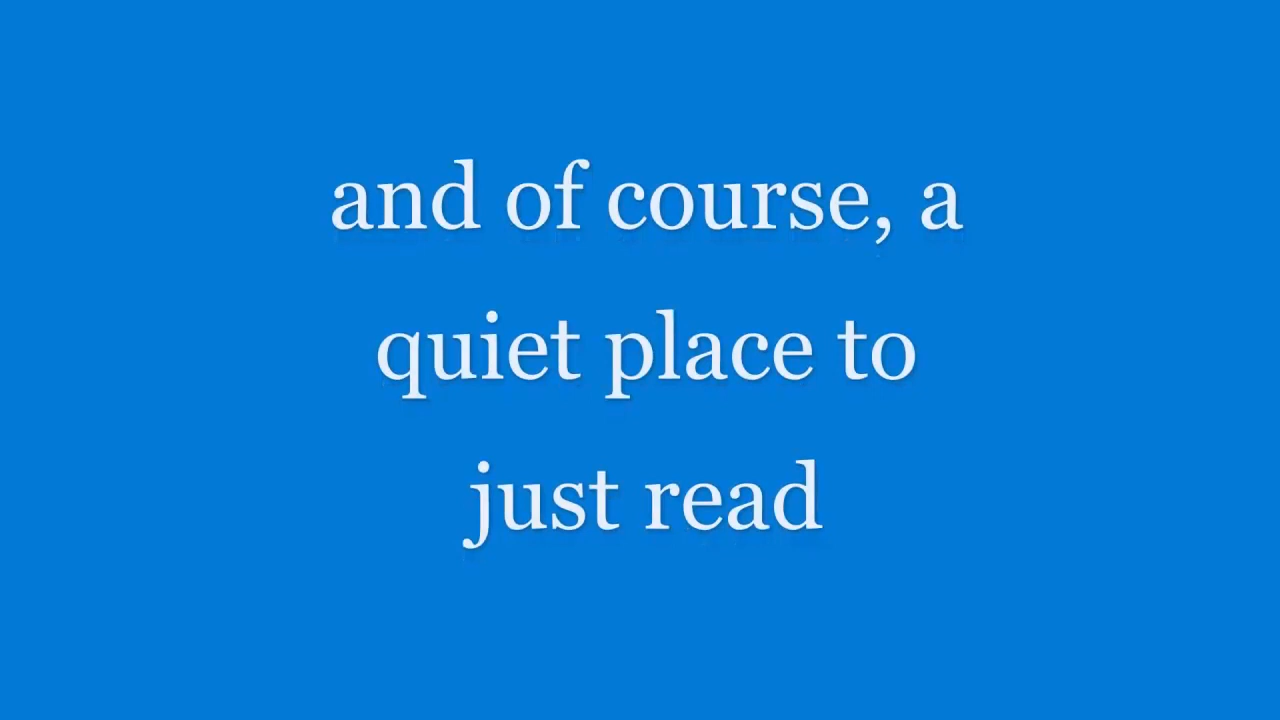 and of course, a
quiet place to
just read